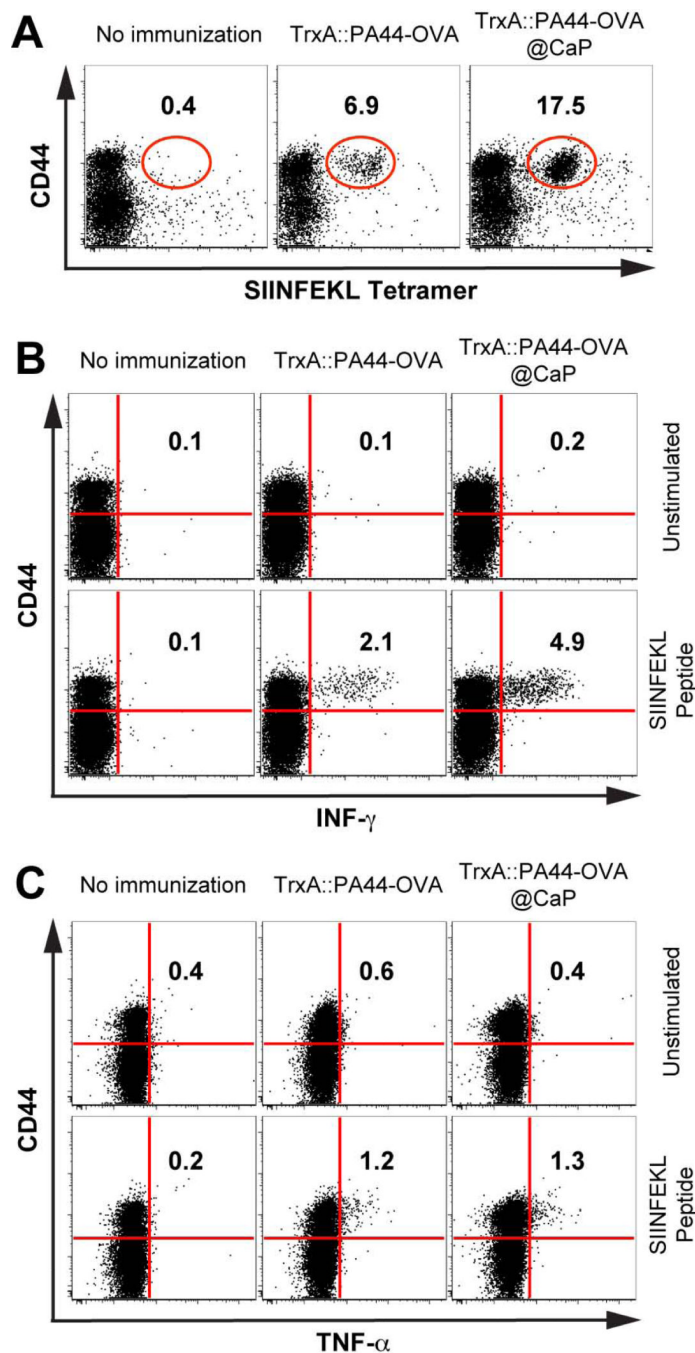 A
No immunization
TrxA::PA44-OVA
TrxA::PA44-OVA
@CaP
0.4
6.9
17.5
CD44
SIINFEKL Tetramer
B
No immunization
TrxA::PA44-OVA
TrxA::PA44-OVA
@CaP
0.1
0.1
0.2
Unstimulated
CD44
0.1
2.1
4.9
SIINFEKL
Peptide
INF-γ
C
No immunization
TrxA::PA44-OVA
TrxA::PA44-OVA
@CaP
0.4
0.6
0.4
Unstimulated
CD44
0.2
1.2
1.3
SIINFEKL
Peptide
TNF-α